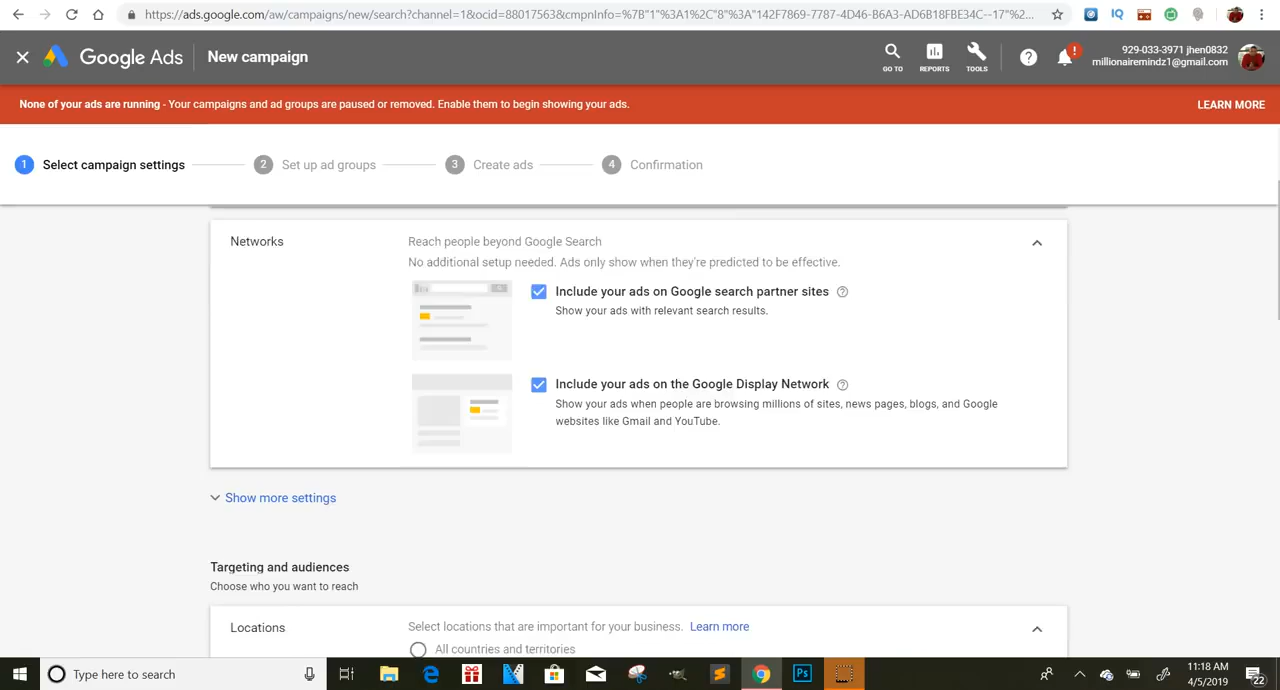 https://ads.google.com/aw/campaigns/new/search?channel=1&ocid=88017563&cmpnInfo=%7B"1"%3A1%2C"8"%3A"142F7869-7787-4D46-B6A3-AD6B18FBE34C--17"%2...
IQ
Google Ads
New campaign
GO TO
REPORTS
TOOLS
929-033-3971 jhen0832
millionairemindz1@gmail.com
None of your ads are running - Your campaigns and ad groups are paused or removed. Enable them to begin showing your ads.
LEARN MORE
1 Select campaign settings
2 Set up ad groups
3 Create ads
4 Confirmation
Networks
Reach people beyond Google Search
No additional setup needed. Ads only show when they're predicted to be effective.
Include your ads on Google search partner sites
Show your ads with relevant search results.
Include your ads on the Google Display Network
Show your ads when people are browsing millions of sites, news pages, blogs, and Google
websites like Gmail and YouTube.
Show more settings
Targeting and audiences
Choose who you want to reach
Locations
Select locations that are important for your business. Learn more
All countries and territories
Type here to search
Ps
11:18 AM
4/5/2019
22